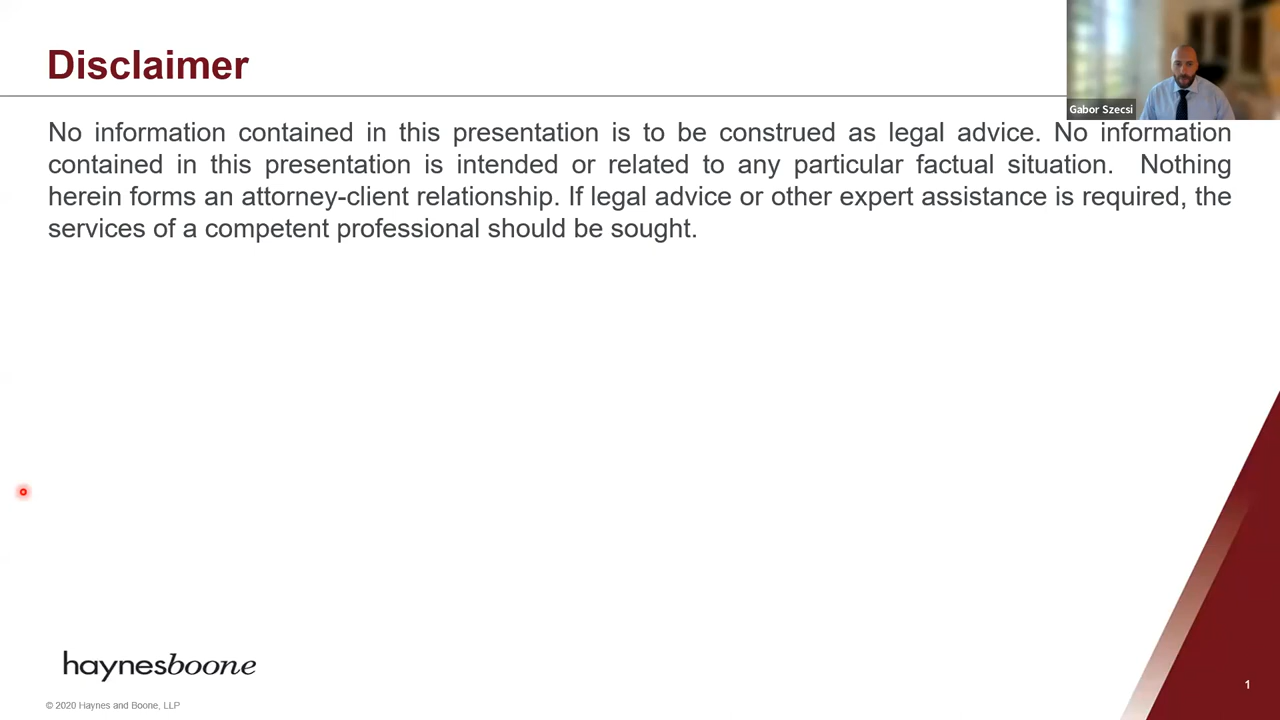 Disclaimer
Gabor Szecsi
No information contained in this presentation is to be construed as legal advice. No information
contained in this presentation is intended or related to any particular factual situation. Nothing
herein forms an attorney-client relationship. If legal advice or other expert assistance is required, the
services of a competent professional should be sought.
haynesboone
© 2020 Haynes and Boone, LLP
1